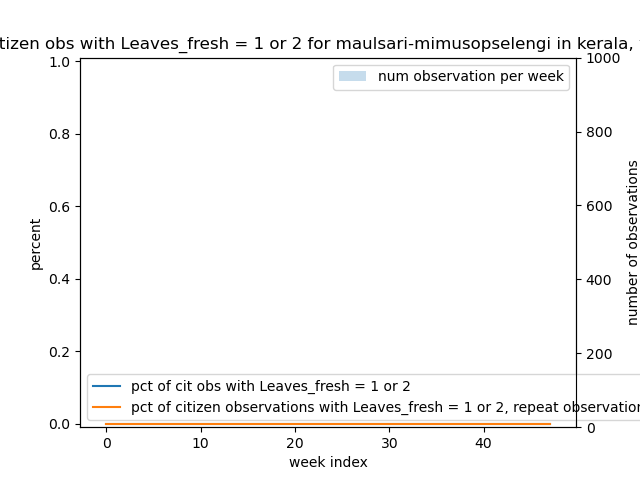 tizen obs with Leaves_fresh = 1 or 2 for maulsari-mimusopselengi in kerala,
num observation per week
1.0
0.8
0.6
0.4
0.2
0.0
percent
1000
800
600
400
200
0
number of observations
pct of cit obs with Leaves_fresh = 1 or 2
pct of citizen observations with Leaves_fresh = 1 or 2, repeat observation
0
10
20
30
40
week index